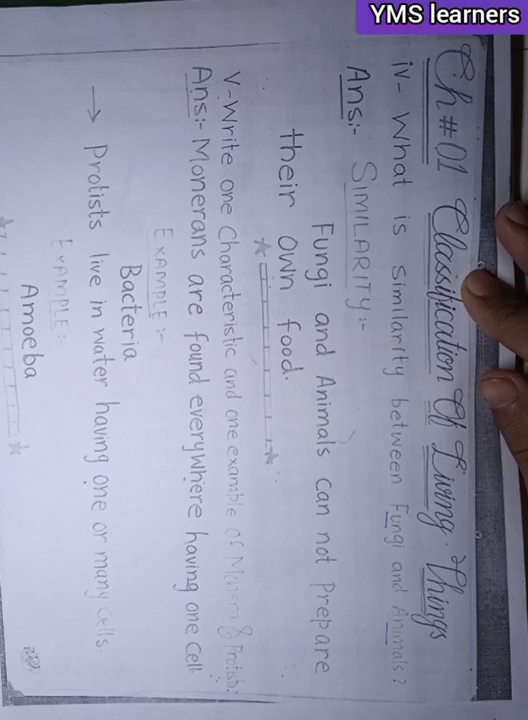 YMS learners
Ch # 01 Classification Of Living Things
iv- What is similarity between Fungi and Animals?
Ans:- SIMILARITY:-
Fungi and Animals can not prepare
their own food.
V-Write one characteristic and one example of Monera & Protists?
Ans:- Monerans are found everywhere having one cell
EXAMPLE:-
Bacteria
→ Protists live in water having one or many cells.
EXAMPLE:-
Amoeba